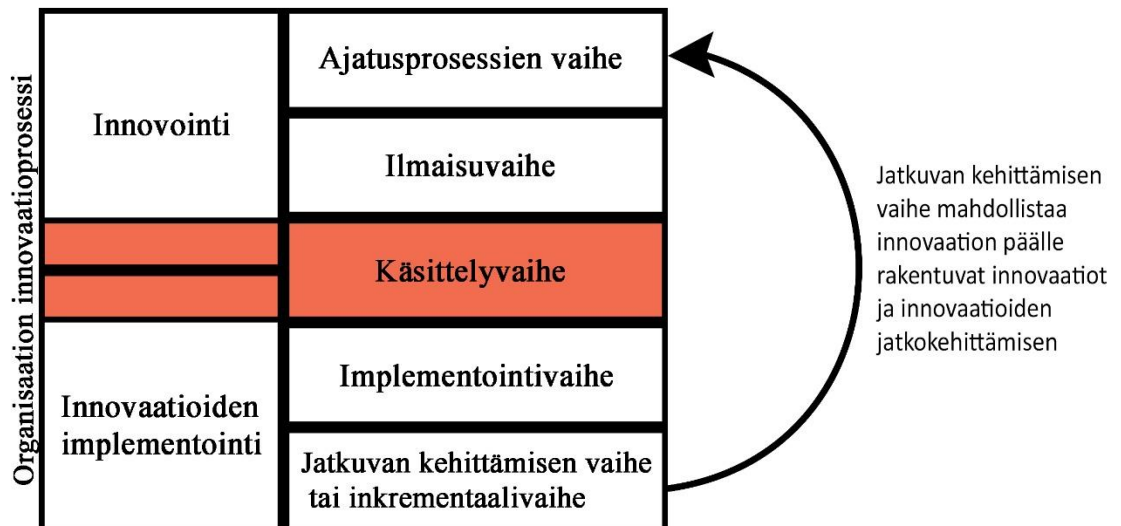 Organisaation innovaatioprosessi
Innovointi
Ajatusprosessien vaihe
Ilmaisuvaihe
Käsittelyvaihe
Innovaatioiden
implementointi
Implementointivaihe
Jatkuvan kehittämisen vaihe
tai inkrementaalivaihe
Jatkuvan kehittämisen
vaihe mahdollistaa
innovaation päälle
rakentuvat innovaatiot
ja innovaatioiden
jatkokehittämisen